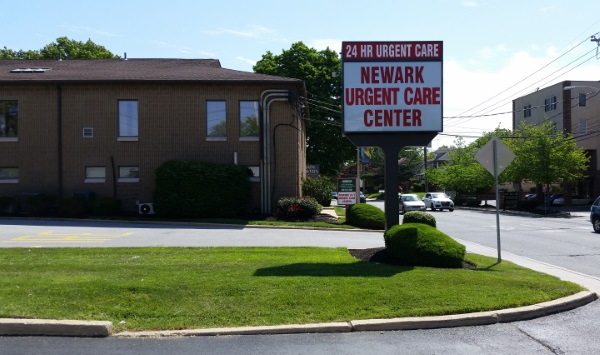 24 HR URGENT CARE
NEWARK
URGENT CARE
CENTER